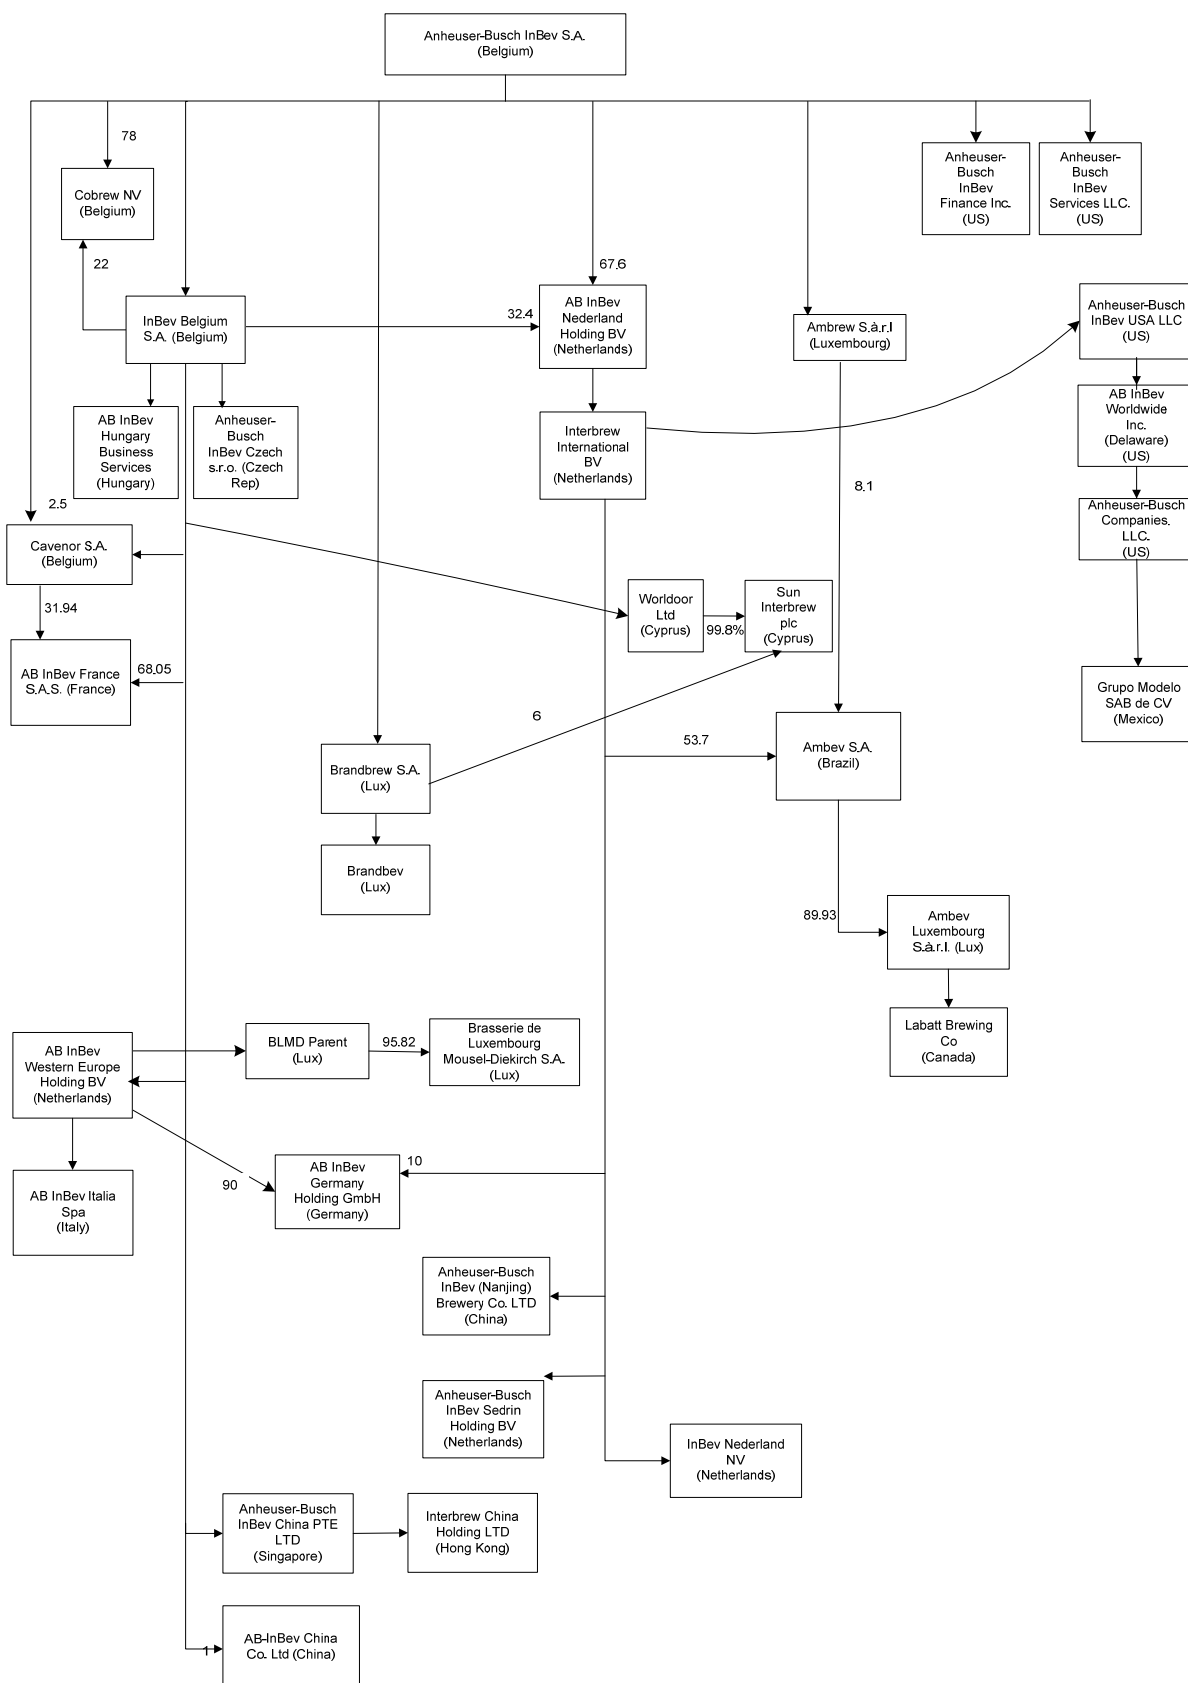 Anheuser-Busch InBev S.A.
(Belgium)
78
Cobrew NV
(Belgium)
22
Anheuser-
Busch
InBev
Finance Inc.
(US)
Anheuser-
Busch
InBev
Services LLC.
(US)
67.6
InBev Belgium
S.A. (Belgium)
32.4
AB InBev
Nederland
Holding BV
(Netherlands)
Ambrew S.à.r.l
(Luxembourg)
Anheuser-Busch
InBev USA LLC
(US)
AB InBev
Hungary
Business
Services
(Hungary)
Anheuser-
Busch
InBev Czech
s.r.o. (Czech
Rep)
Interbrew
International
BV
(Netherlands)
AB InBev
Worldwide
Inc.
(Delaware)
(US)
8.1
2.5
Anheuser-Busch
Companies.
LLC.
(US)
Cavenor S.A.
(Belgium)
31.94
Worldoor
Ltd
(Cyprus)
99.8%
Sun
Interbrew
plc
(Cyprus)
AB InBev France
S.A.S. (France)
68.05
Grupo Modelo
SAB de CV
(Mexico)
6
Brandbrew S.A.
(Lux)
53.7
Ambev S.A.
(Brazil)
Brandbev
(Lux)
89.93
Ambev
Luxembourg
S.à.r.l. (Lux)
Labatt Brewing
Co
(Canada)
AB InBev
Western Europe
Holding BV
(Netherlands)
BLMD Parent
(Lux)
95.82
Brasserie de
Luxembourg
Mousel-Diekirch S.A.
(Lux)
90
AB InBev
Germany
Holding GmbH
(Germany)
10
AB InBev Italia
Spa
(Italy)
Anheuser-Busch
InBev (Nanjing)
Brewery Co. LTD
(China)
Anheuser-Busch
InBev Sedrin
Holding BV
(Netherlands)
InBev Nederland
NV
(Netherlands)
Anheuser-Busch
InBev China PTE
LTD
(Singapore)
Interbrew China
Holding LTD
(Hong Kong)
1
AB-InBev China
Co. Ltd (China)